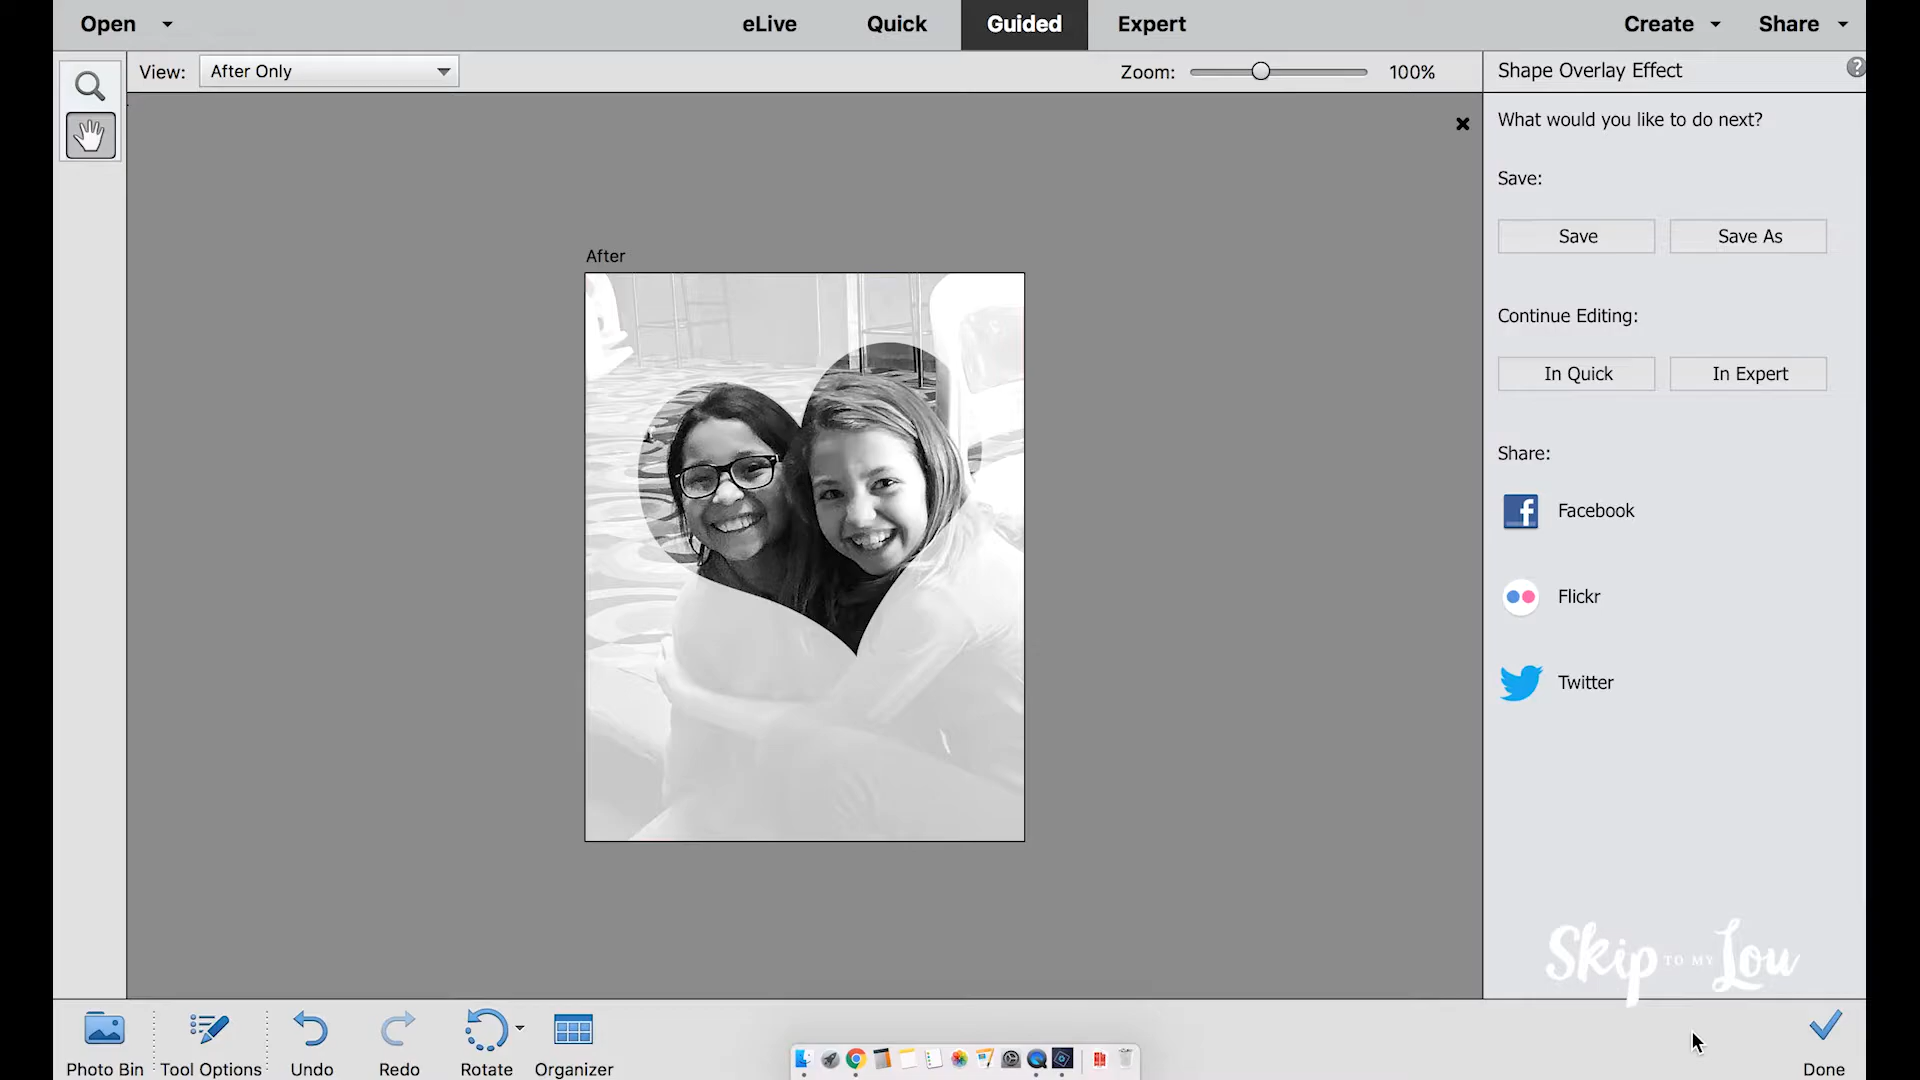 Open
eLive
Quick
Guided
Expert
Create
Share
View:
After Only
Zoom:
100%
Shape Overlay Effect
?
What would you like to do next?
Save:
Save
Save As
After
Continue Editing:
In Quick
In Expert
Share:
Facebook
Flickr
Twitter
Skip TO MY Lou
Photo Bin
Tool Options
Undo
Redo
Rotate
Organizer
Done